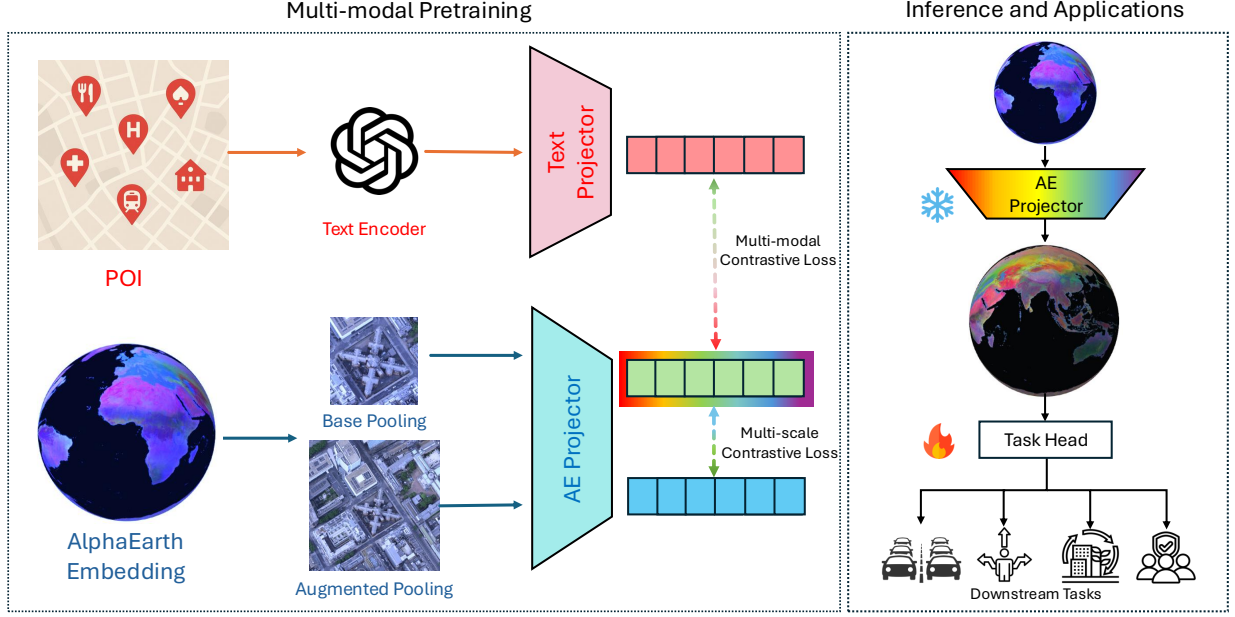 Multi-modal Pretraining
Inference and Applications
H
POI
Text Encoder
Text
Projector
Multi-modal
Contrastive Loss
AlphaEarth
Embedding
Base Pooling
Augmented Pooling
AE Projector
Multi-scale
Contrastive Loss
AE
Projector
Task Head
Downstream Tasks